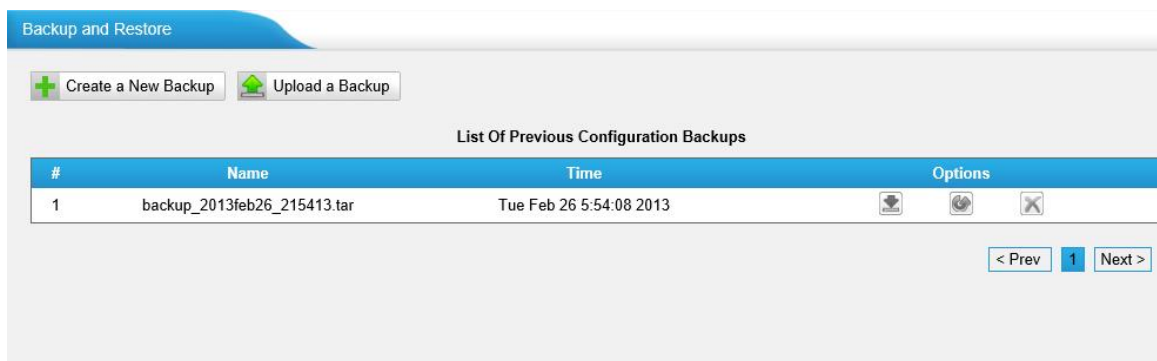 Backup and Restore
Create a New Backup Upload a Backup
List Of Previous Configuration Backups
# Name Time Options
1 backup_2013feb26_215413.tar Tue Feb 26 5:54:08 2013
< Prev 1 Next >